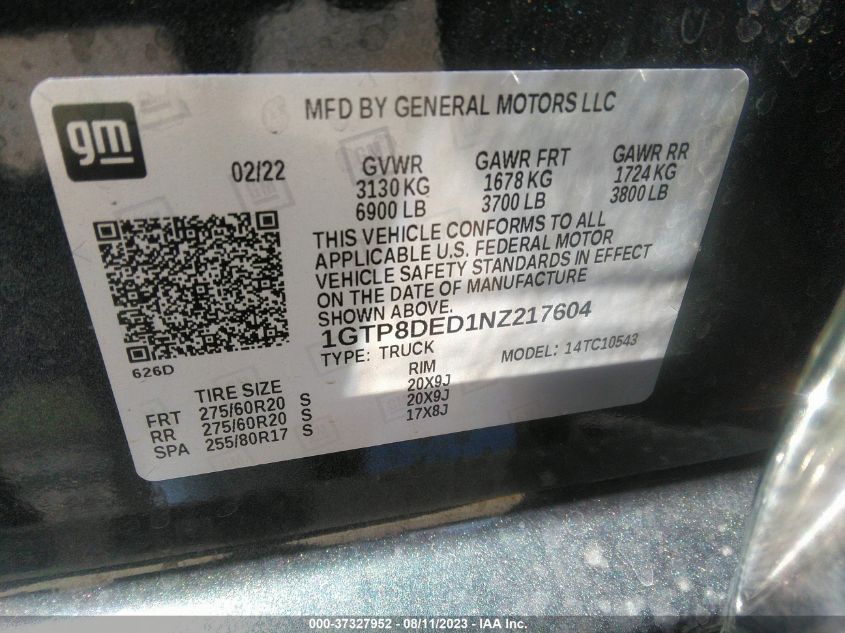 gm
MFD BY GENERAL MOTORS LLC
02/22
GVWR
3130 KG
6900 LB
GAWR FRT
1678 KG
3700 LB
GAWR RR
1724 KG
3800 LB
THIS VEHICLE CONFORMS TO ALL
APPLICABLE U.S. FEDERAL MOTOR
VEHICLE SAFETY STANDARDS IN EFFECT
ON THE DATE OF MANUFACTURE
SHOWN ABOVE.
1GTP8DED1NZ217604
TYPE: TRUCK
MODEL: 14TC10543
626D
TIRE SIZE
RIM
FRT 275/60R20 S 20X9J
RR 275/60R20 S 20X9J
SPA 255/80R17 S 17X8J
000-37327952 - 08/11/2023 - IAA Inc.